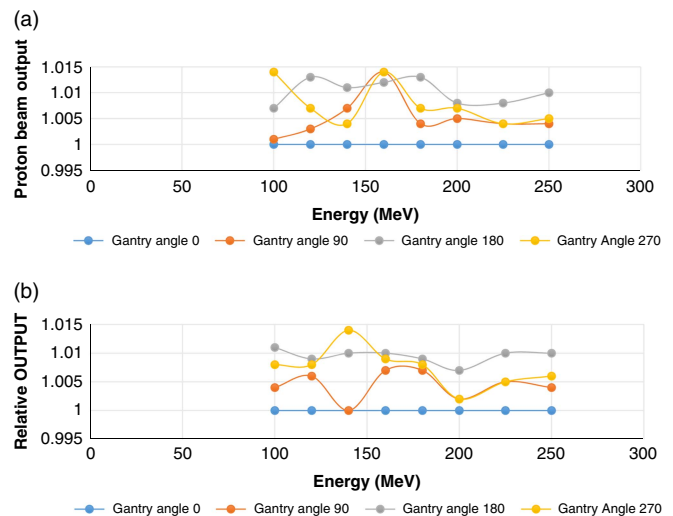 (a)
Proton beam output
1.015
1.01
1.005
1
0.995
0 50 100 150 200 250 300
Energy (MeV)
Gantry angle 0 Gantry angle 90 Gantry angle 180 Gantry Angle 270
(b)
Relative OUTPUT
1.015
1.01
1.005
1
0.995
0 50 100 150 200 250 300
Energy (MeV)
Gantry angle 0 Gantry angle 90 Gantry angle 180 Gantry Angle 270